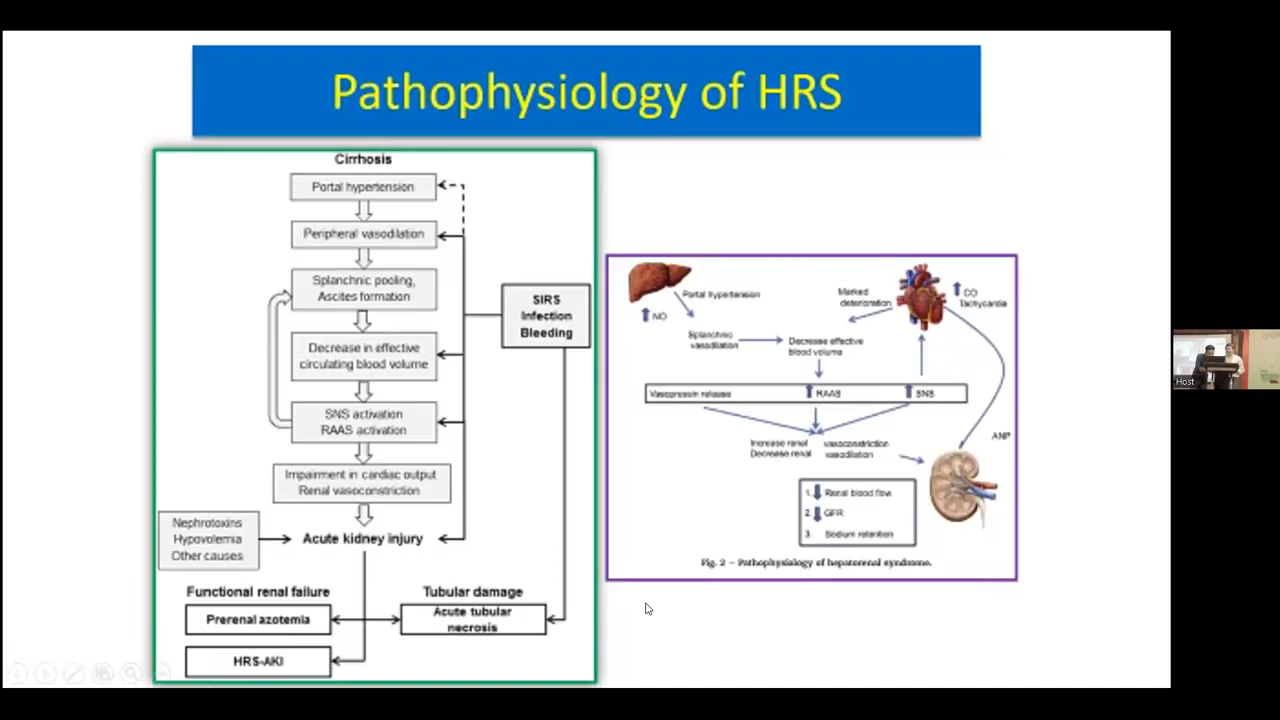 Pathophysiology of HRS
Cirrhosis
Portal hypertension
Peripheral vasodilation
Splanchnic pooling,
Ascites formation
Decrease in effective
circulating blood volume
SNS activation
RAAS activation
Impairment in cardiac output
Renal vasoconstriction
SIRS
Infection
Bleeding
Nephrotoxins
Hypovolemia
Other causes
Acute kidney injury
Functional renal failure
Prerenal azotemia
HRS-AKI
Tubular damage
Acute tubular
necrosis
Portal hypertension
NO
Splanchnic
vasodilation
Marked
deterioration
CO
Tachycardia
Decrease effective
blood volume
Vasopressin release
RAAS
SNS
Increase renal vasoconstriction
Decrease renal vasodilation
ANP
1. Renal blood flow
2. GFR
3. Sodium retention
Fig. 2 – Pathophysiology of hepatorenal syndrome.
Host